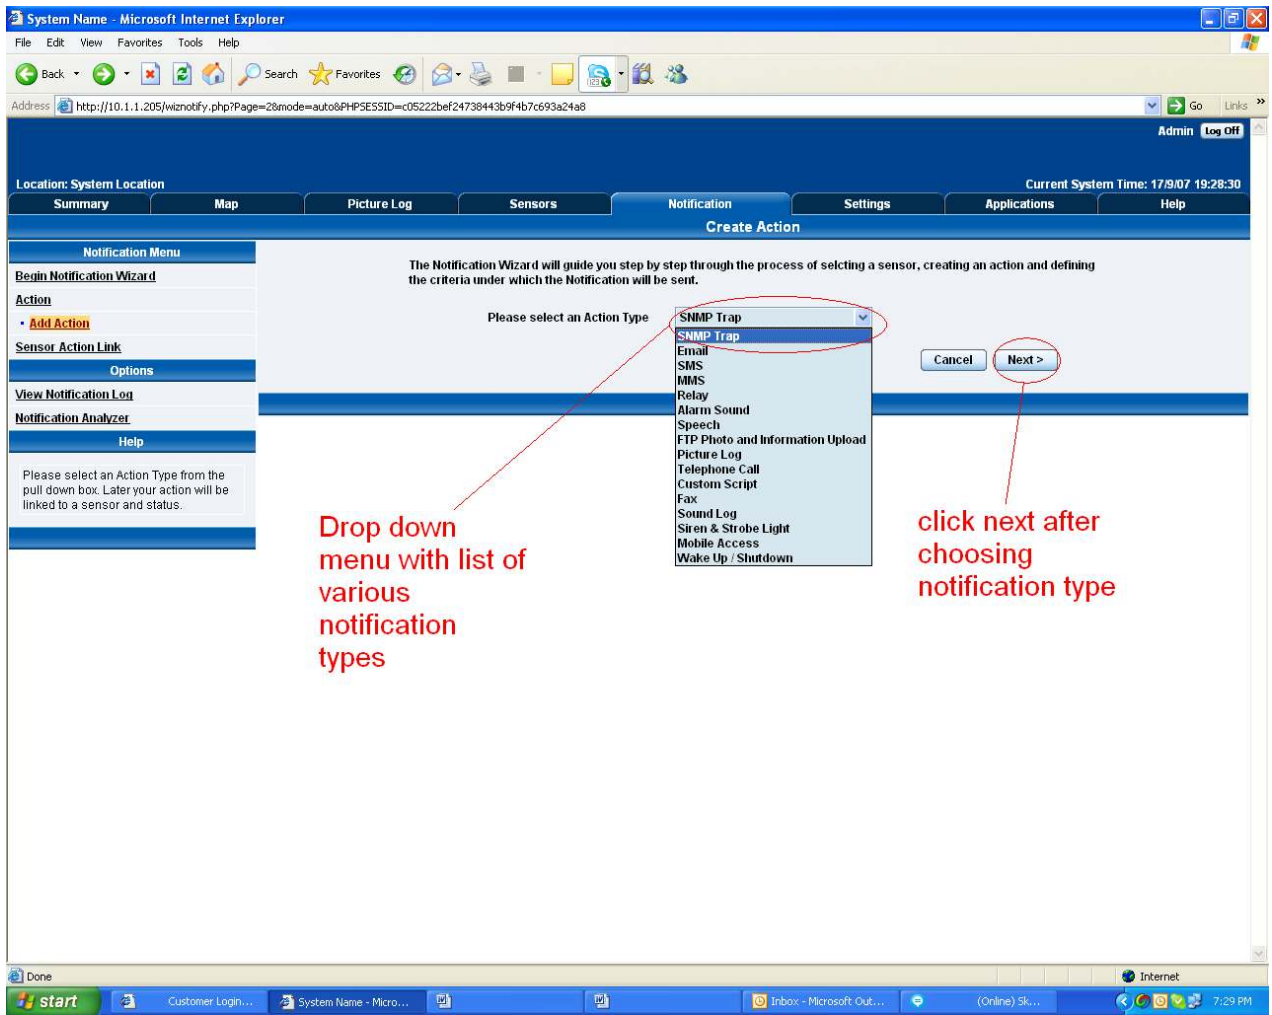 System Name - Microsoft Internet Explorer
File Edit View Favorites Tools Help
Back Search Favorites
Address http://10.1.1.205/wiznotify.php?Page=2&mode=auto&PHPSESSID=c05222bef24738443b9f4b7c693a24a8 Go Links »
Admin Log Off
Location: System Location Current System Time: 17/9/07 19:28:30
Summary Map Picture Log Sensors Notification Settings Applications Help
Create Action
Notification Menu
Begin Notification Wizard
Action
Add Action
Sensor Action Link
Options
View Notification Log
Notification Analyzer
Help
Please select an Action Type from the
pull down box. Later your action will be
linked to a sensor and status.
The Notification Wizard will guide you step by step through the process of selcting a sensor, creating an action and defining
the criteria under which the Notification will be sent.
Please select an Action Type SNMP Trap
SNMP Trap
Email
SMS
MMS
Relay
Alarm Sound
Speech
FTP Photo and Information Upload
Picture Log
Telephone Call
Custom Script
Fax
Sound Log
Siren & Strobe Light
Mobile Access
Wake Up / Shutdown
Cancel Next >
Drop down
menu with list of
various
notification
types
click next after
choosing
notification type
Done Internet
start Customer Login... System Name - Micro... Inbox - Microsoft Out... (Online) Sk... 7:29 PM